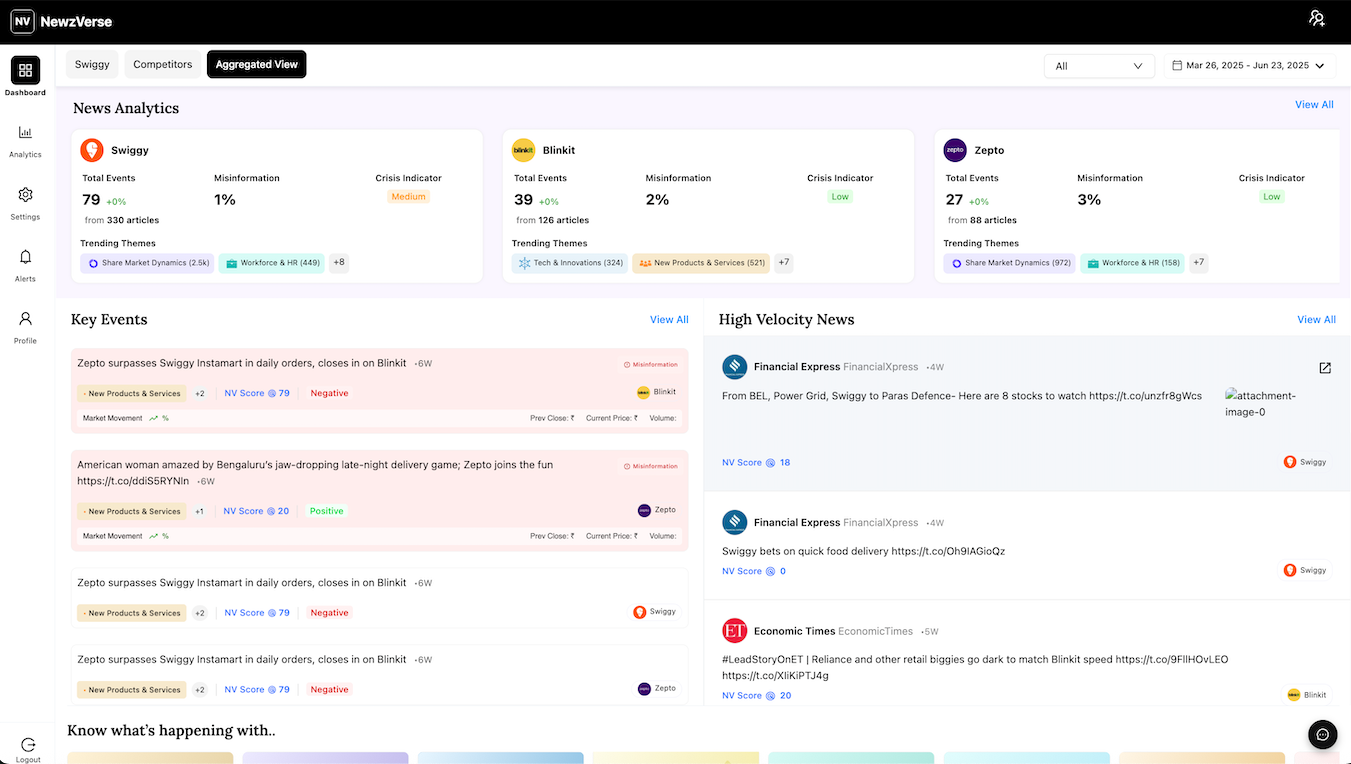 NV NewzVerse
Swiggy Competitors Aggregated View All Mar 26, 2025 - Jun 23, 2025
Dashboard
Analytics
Settings
Alerts
Profile
Logout
News Analytics View All
Swiggy
Total Events Misinformation Crisis Indicator
79 +0% 1% Medium
from 330 articles
Trending Themes
Share Market Dynamics (2.5k) Workforce & HR (449) +8
blinkit Blinkit
Total Events Misinformation Crisis Indicator
39 +0% 2% Low
from 126 articles
Trending Themes
Tech & Innovations (324) New Products & Services (521) +7
zepto Zepto
Total Events Misinformation Crisis Indicator
27 +0% 3% Low
from 88 articles
Trending Themes
Share Market Dynamics (972) Workforce & HR (158) +7
Key Events View All
Zepto surpasses Swiggy Instamart in daily orders, closes in on Blinkit •6W Misinformation
• New Products & Services +2 NV Score 79 Negative Blinkit
Market Movement % Prev Close: ₹ Current Price: ₹ Volume:
American woman amazed by Bengaluru's jaw-dropping late-night delivery game; Zepto joins the fun Misinformation
https://t.co/ddiS5RYNln •6W
• New Products & Services +1 NV Score 20 Positive Zepto
Market Movement % Prev Close: ₹ Current Price: ₹ Volume:
Zepto surpasses Swiggy Instamart in daily orders, closes in on Blinkit •6W
• New Products & Services +2 NV Score 79 Negative Swiggy
Zepto surpasses Swiggy Instamart in daily orders, closes in on Blinkit •6W
• New Products & Services +2 NV Score 79 Negative Zepto
High Velocity News View All
Financial Express FinancialXpress •4W
From BEL, Power Grid, Swiggy to Paras Defence- Here are 8 stocks to watch https://t.co/unzfr8gWcs
attachment-
image-0
NV Score 18 Swiggy
Financial Express FinancialXpress •4W
Swiggy bets on quick food delivery https://t.co/Oh9IAGioQz
NV Score 0 Swiggy
ET Economic Times EconomicTimes •5W
#LeadStoryOnET | Reliance and other retail biggies go dark to match Blinkit speed https://t.co/9FlIHOvLEO
https://t.co/XIiKiPTJ4g
NV Score 20 Blinkit
Know what's happening with..